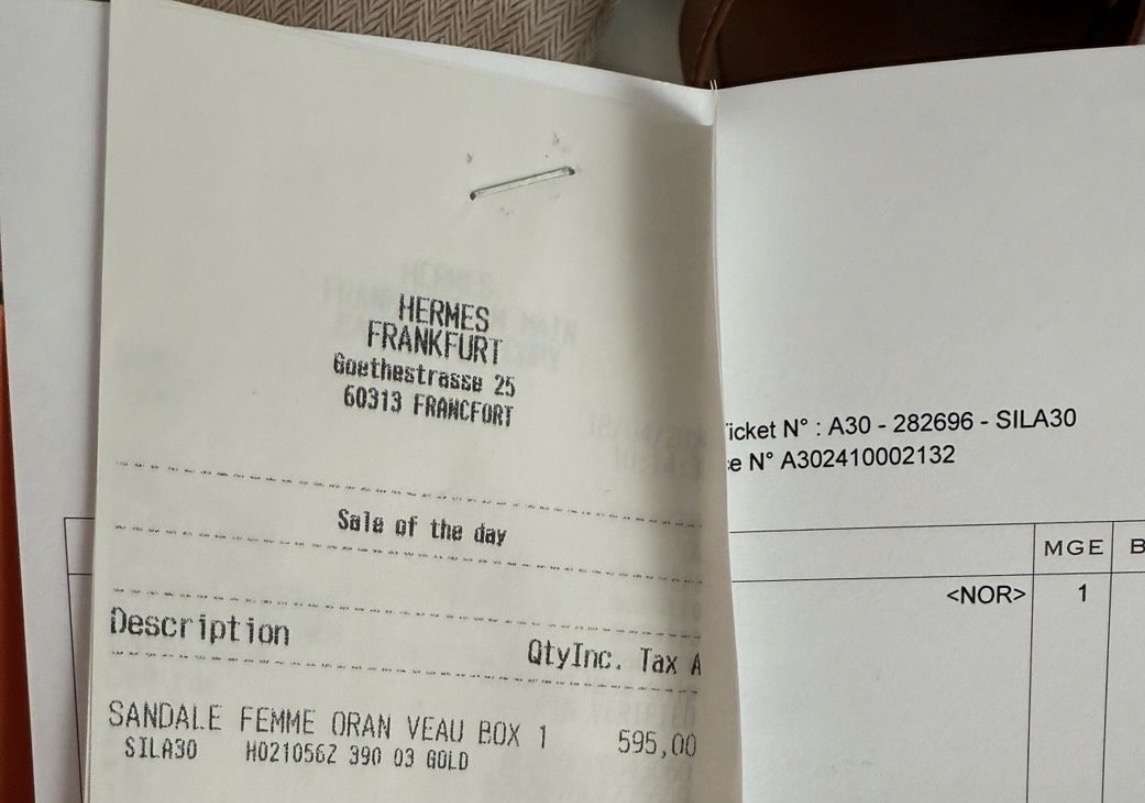 HERMES
FRANKFURT
Goethestrasse 25
60313 FRANCFORT
Sale of the day
Description
QtyInc. Tax A
SANDALE FEMME ORAN VEAU BOX 1 595,00
SILA30 H021056Z 390 03 GOLD
icket N° : A30 - 282696 - SILA30
e N° A302410002132
MGE B
<NOR> 1